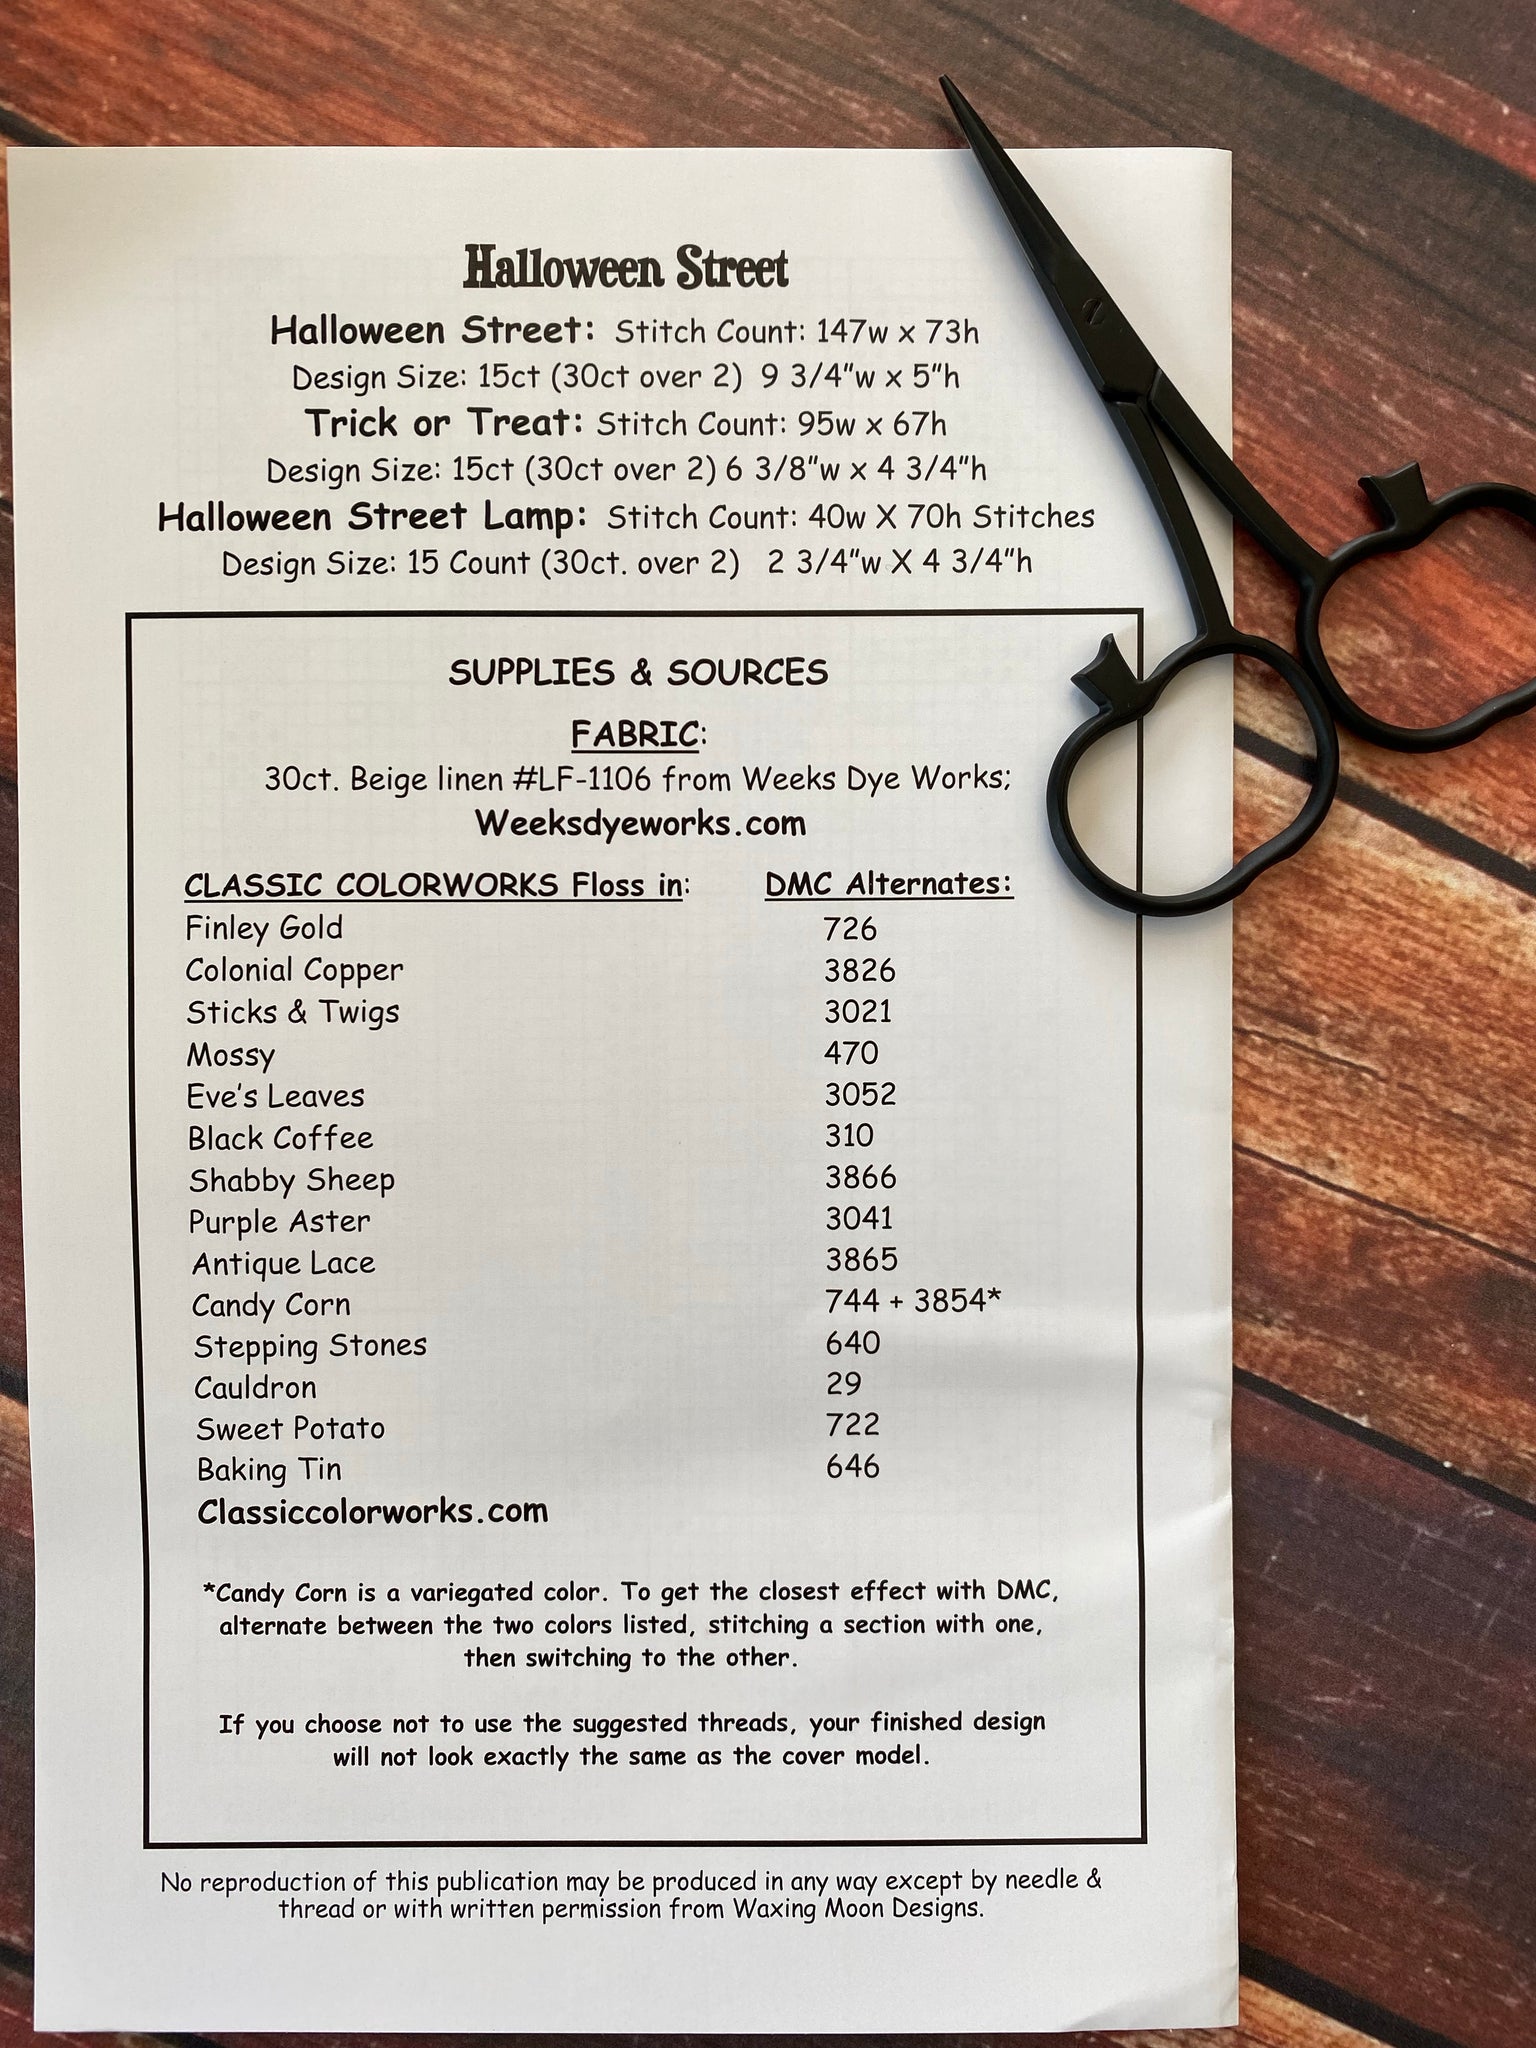 Halloween Street
Halloween Street: Stitch Count: 147w x 73h
Design Size: 15ct (30ct over 2) 9 3/4"w x 5"h
Trick or Treat: Stitch Count: 95w x 67h
Design Size: 15ct (30ct over 2) 6 3/8"w x 4 3/4"h
Halloween Street Lamp: Stitch Count: 40w X 70h Stitches
Design Size: 15 Count (30ct. over 2) 2 3/4"w X 4 3/4"h
SUPPLIES & SOURCES
FABRIC:
30ct. Beige linen #LF-1106 from Weeks Dye Works;
Weeksdyeworks.com
CLASSIC COLORWORKS Floss in: DMC Alternates:
Finley Gold 726
Colonial Copper 3826
Sticks & Twigs 3021
Mossy 470
Eve's Leaves 3052
Black Coffee 310
Shabby Sheep 3866
Purple Aster 3041
Antique Lace 3865
Candy Corn 744 + 3854*
Stepping Stones 640
Cauldron 29
Sweet Potato 722
Baking Tin 646
Classiccolorworks.com
*Candy Corn is a variegated color. To get the closest effect with DMC,
alternate between the two colors listed, stitching a section with one,
then switching to the other.
If you choose not to use the suggested threads, your finished design
will not look exactly the same as the cover model.
No reproduction of this publication may be produced in any way except by needle &
thread or with written permission from Waxing Moon Designs.